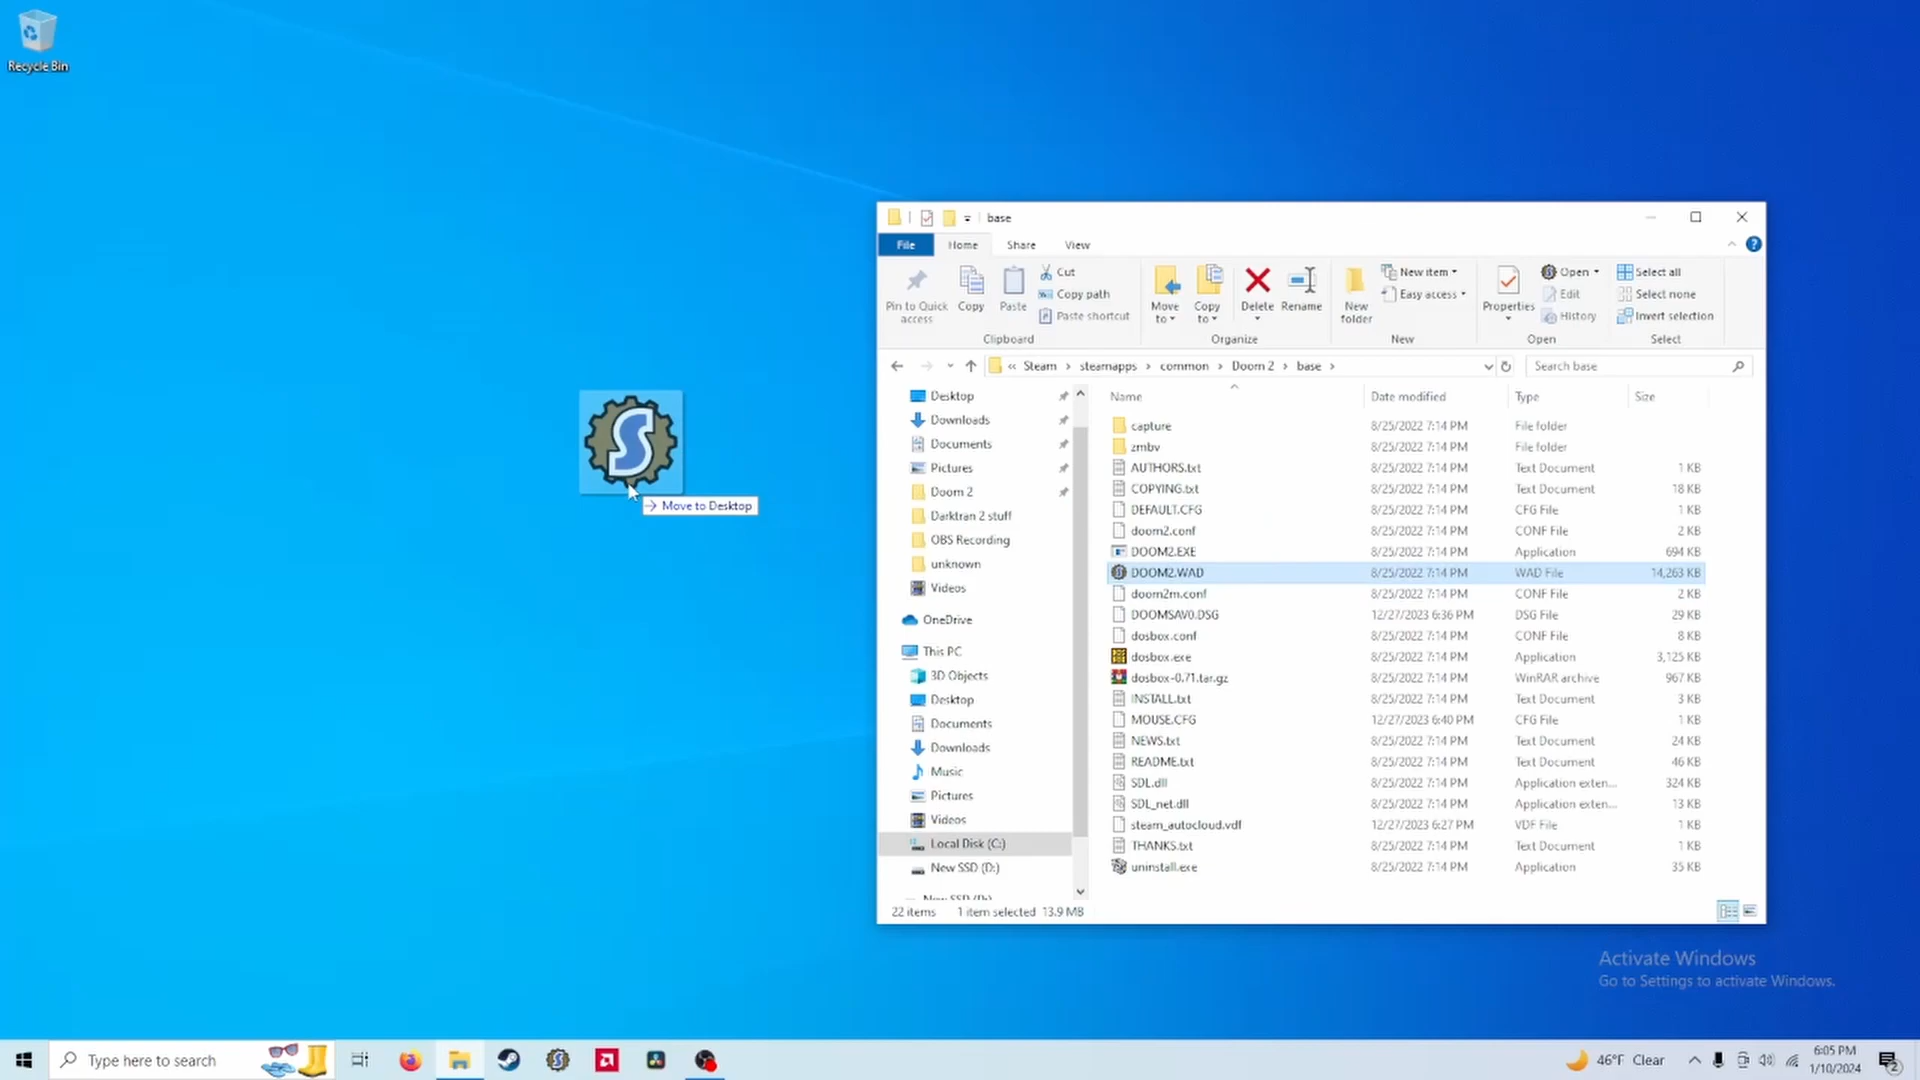 Recycle Bin
base
File
Home
Share
View
Pin to Quick
access
Copy
Paste
Cut
Copy path
Paste shortcut
Clipboard
Move
to
Copy
to
Delete
Rename
Organize
New
folder
New item
Easy access
New
Properties
Open
Edit
History
Open
Select all
Select none
Invert selection
Select
« Steam › steamapps › common › Doom 2 › base ›
Search base
Desktop
Downloads
Documents
Pictures
Doom 2
Darktran 2 stuff
OBS Recording
unknown
Videos
OneDrive
This PC
3D Objects
Desktop
Documents
Downloads
Music
Pictures
Videos
Local Disk (C:)
New SSD (D:)
Name Date modified Type Size
capture 8/25/2022 7:14 PM File folder
zmbv 8/25/2022 7:14 PM File folder
AUTHORS.txt 8/25/2022 7:14 PM Text Document 1 KB
COPYING.txt 8/25/2022 7:14 PM Text Document 18 KB
DEFAULT.CFG 8/25/2022 7:14 PM CFG File 1 KB
doom2.conf 8/25/2022 7:14 PM CONF File 2 KB
DOOM2.EXE 8/25/2022 7:14 PM Application 694 KB
DOOM2.WAD 8/25/2022 7:14 PM WAD File 14,263 KB
doom2m.conf 8/25/2022 7:14 PM CONF File 2 KB
DOOMSAV0.DSG 12/27/2023 6:36 PM DSG File 29 KB
dosbox.conf 8/25/2022 7:14 PM CONF File 8 KB
dosbox.exe 8/25/2022 7:14 PM Application 3,125 KB
dosbox-0.71.tar.gz 8/25/2022 7:14 PM WinRAR archive 967 KB
INSTALL.txt 8/25/2022 7:14 PM Text Document 3 KB
MOUSE.CFG 12/27/2023 6:40 PM CFG File 1 KB
NEWS.txt 8/25/2022 7:14 PM Text Document 24 KB
README.txt 8/25/2022 7:14 PM Text Document 46 KB
SDL.dll 8/25/2022 7:14 PM Application exten... 324 KB
SDL_net.dll 8/25/2022 7:14 PM Application exten... 13 KB
steam_autocloud.vdf 12/27/2023 6:27 PM VDF File 1 KB
THANKS.txt 8/25/2022 7:14 PM Text Document 1 KB
uninstall.exe 8/25/2022 7:14 PM Application 35 KB
22 items 1 item selected 13.9 MB
Move to Desktop
Activate Windows
Go to Settings to activate Windows.
Type here to search
46°F Clear
6:05 PM
1/10/2024
2